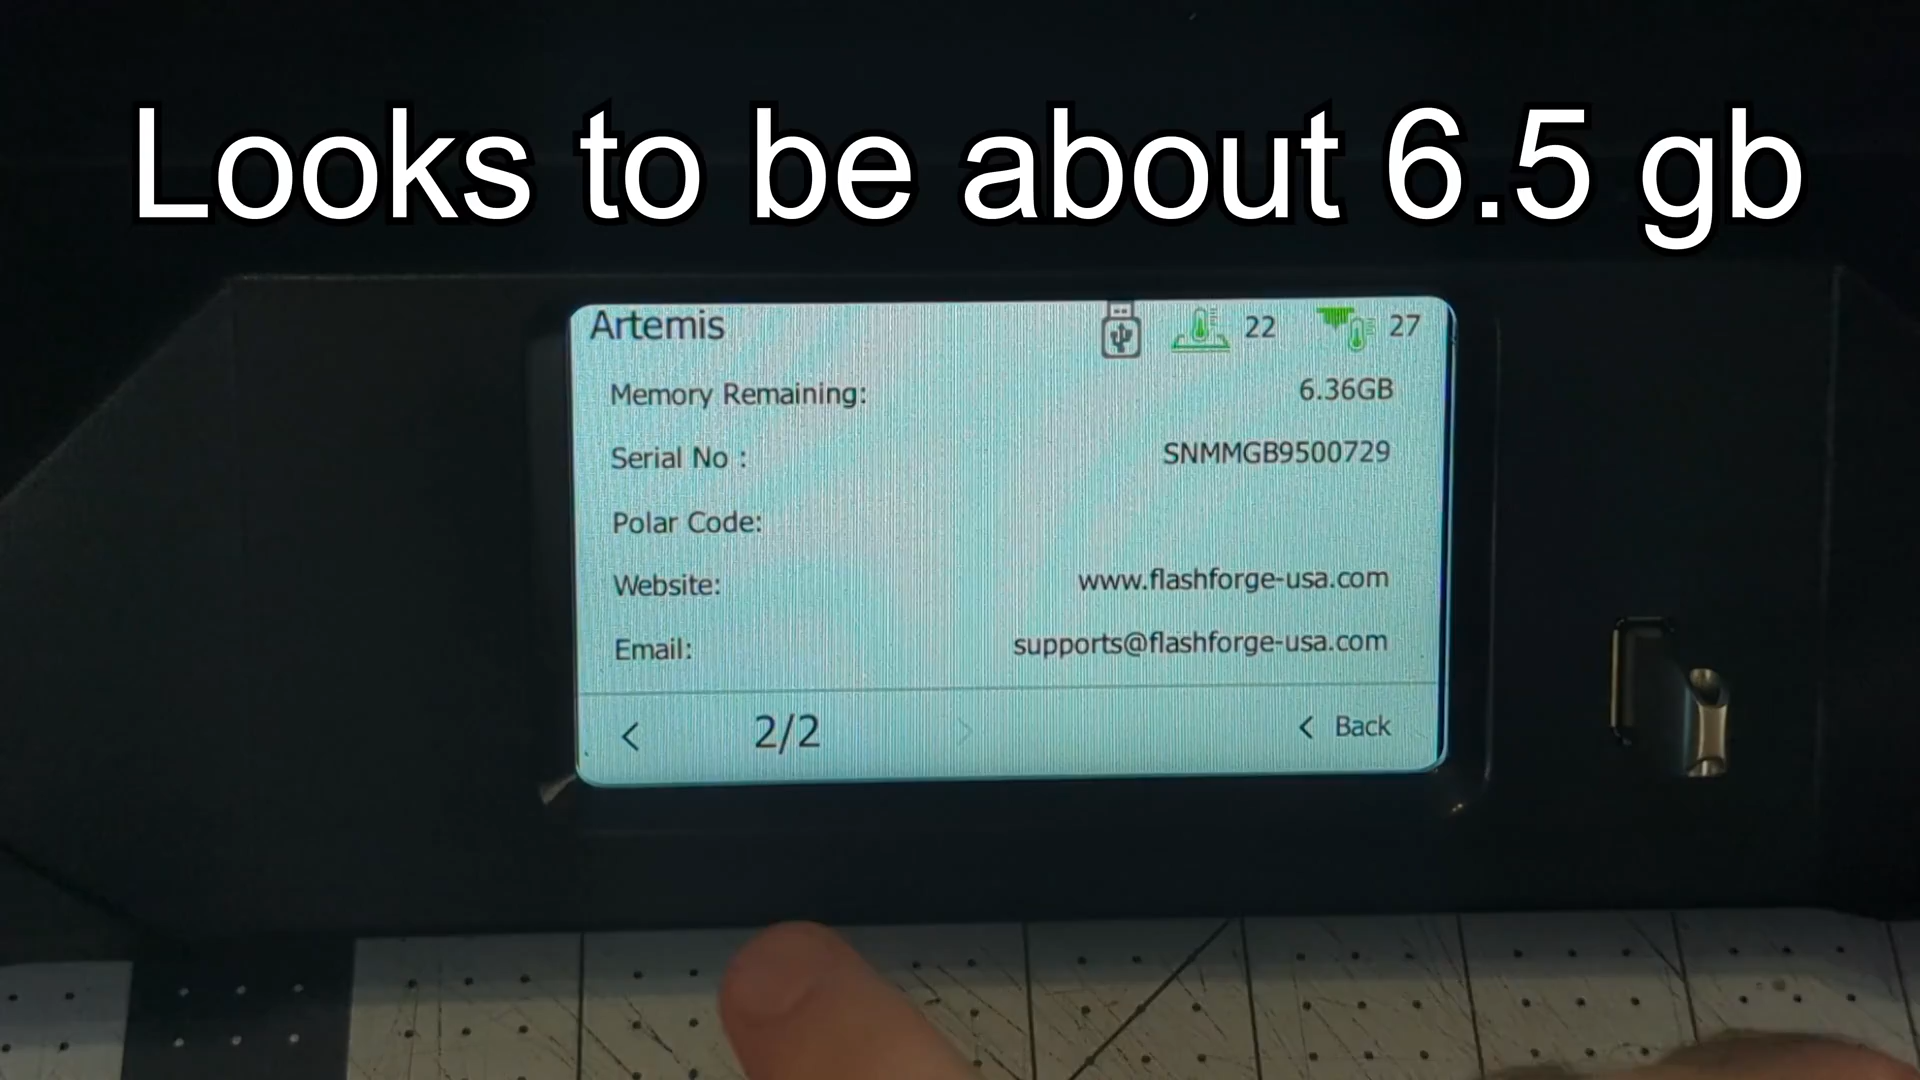 Looks to be about 6.5 gb
Artemis 22 27
Memory Remaining: 6.36GB
Serial No : SNMMGB9500729
Polar Code:
Website: www.flashforge-usa.com
Email: supports@flashforge-usa.com
< 2/2 > < Back